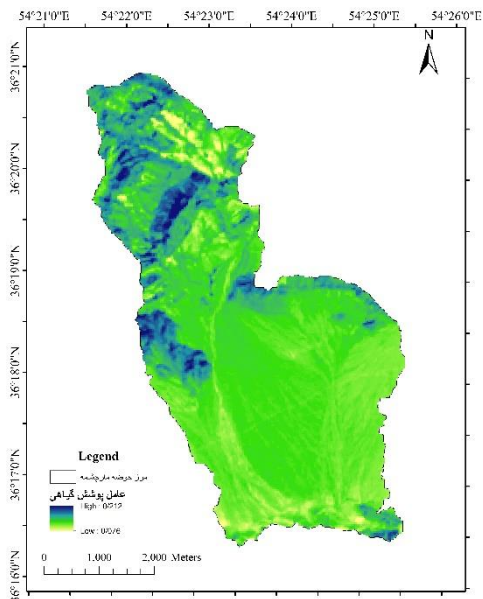 54°21'0"E 54°22'0"E 54°23'0"E 54°24'0"E 54°25'0"E 54°26'0"E
N
36°21'0"N
36°20'0"N
36°19'0"N
36°18'0"N
36°17'0"N
36°16'0"N
Legend
مرز حوضه مارچشمه
عامل پوشش گیاهی
High : 0/212
Low : 0/076
0 1,000 2,000 Meters